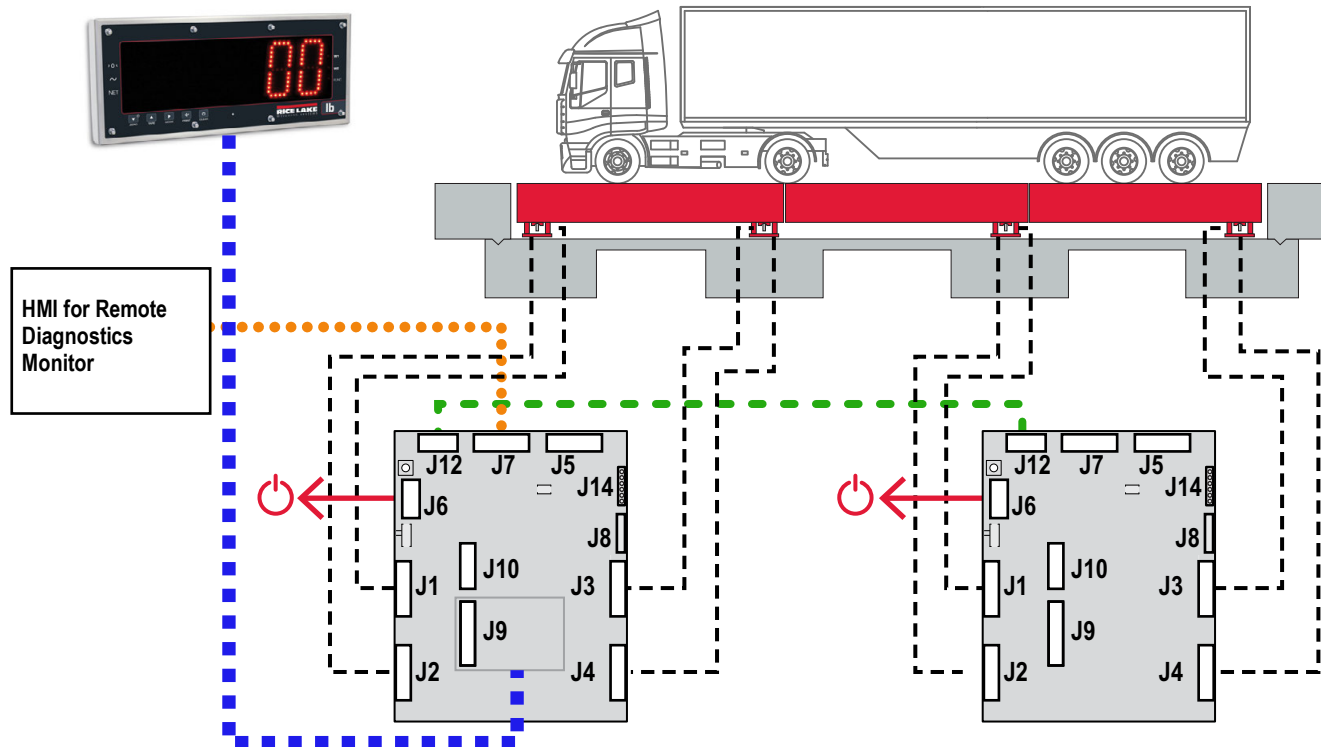 00
NET
RICE LAKE
lb
HMI for Remote
Diagnostics
Monitor
J12 J7 J5
J14
J6
J8
J10
J1 J3
J9
J2 J4
J12 J7 J5
J14
J6
J8
J10
J1 J3
J9
J2 J4